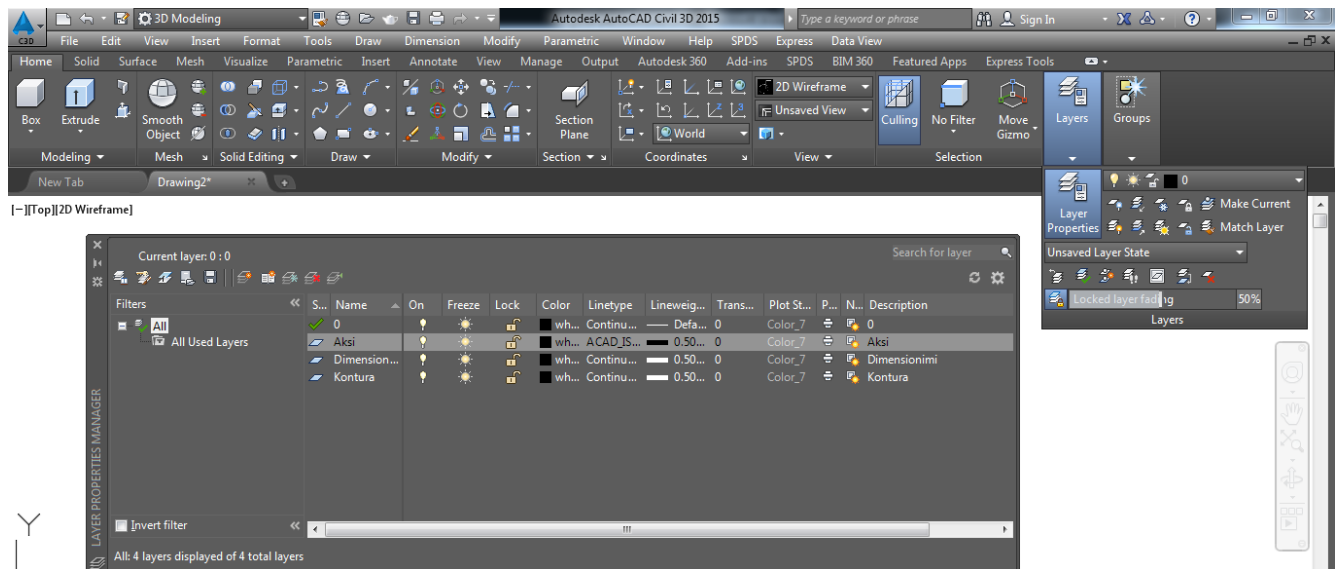 3D Modeling Autodesk AutoCAD Civil 3D 2015 Type a keyword or phrase Sign In
C3D File Edit View Insert Format Tools Draw Dimension Modify Parametric Window Help SPDS Express Data View
Home Solid Surface Mesh Visualize Parametric Insert Annotate View Manage Output Autodesk 360 Add-ins SPDS BIM 360 Featured Apps Express Tools
2D Wireframe
Unsaved View
Box Extrude Smooth Object Section Plane World Culling No Filter Move Gizmo Layers Groups
Modeling Mesh Solid Editing Draw Modify Section Coordinates View Selection
New Tab Drawing2*
0
Layer Properties Make Current
Match Layer
Unsaved Layer State
Locked layer fading 50%
Layers
[−][Top][2D Wireframe]
Current layer: 0 : 0 Search for layer
Filters S... Name On Freeze Lock Color Linetype Lineweig... Trans... Plot St... P... N... Description
All 0 wh... Continu... Defa... 0 Color_7 0
All Used Layers Aksi wh... ACAD_IS... 0.50... 0 Color_7 Aksi
Dimension... wh... Continu... 0.50... 0 Color_7 Dimensionimi
Kontura wh... Continu... 0.50... 0 Color_7 Kontura
LAYER PROPERTIES MANAGER
Invert filter
All: 4 layers displayed of 4 total layers
Y